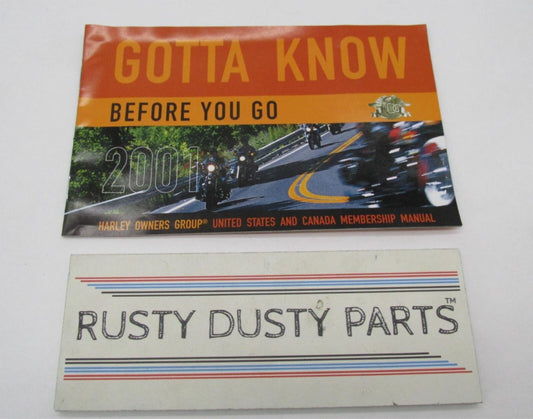 GOTTA KNOW
BEFORE YOU GO
2001
HARLEY OWNERS GROUP® UNITED STATES AND CANADA MEMBERSHIP MANUAL
RUSTY DUSTY PARTS™